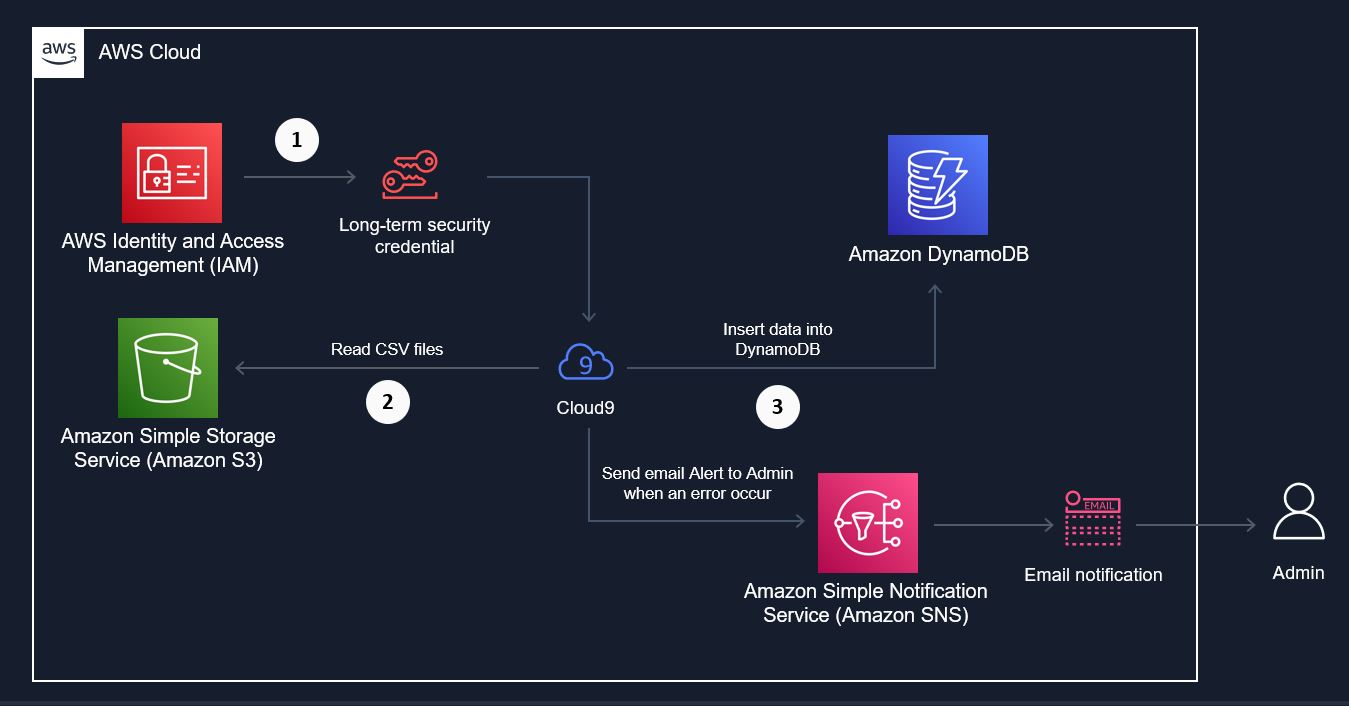 aws
AWS Cloud
1
AWS Identity and Access
Management (IAM)
Long-term security
credential
Amazon DynamoDB
Read CSV files
2
9
Cloud9
Insert data into
DynamoDB
3
Amazon Simple Storage
Service (Amazon S3)
Send email Alert to Admin
when an error occur
Amazon Simple Notification
Service (Amazon SNS)
EMAIL
Email notification
Admin